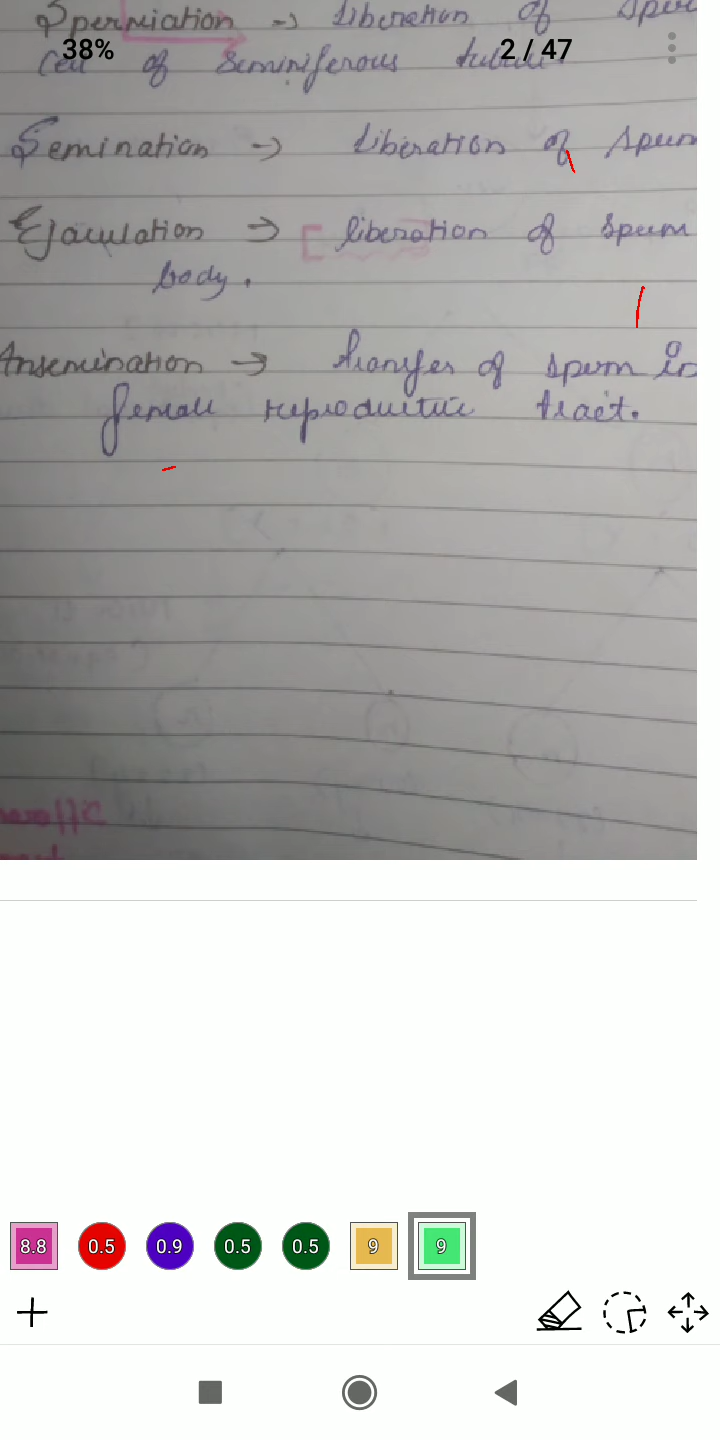 Spermiation → liberation of
38% 2 / 47
Cell of Seminiferous
Semination → liberation of sperm
Ejaculation → liberation of sperm
body.
Insemination → transfer of sperm in
female reproductive tract.
8.8 0.5 0.9 0.5 0.5 9 9